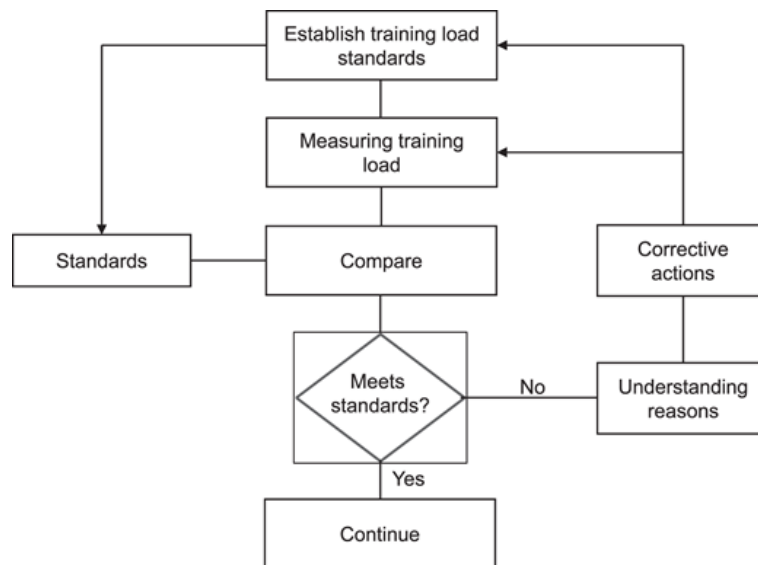 Establish training load
standards
Measuring training
load
Standards
Compare
Corrective
actions
Meets
standards?
No
Understanding
reasons
Yes
Continue